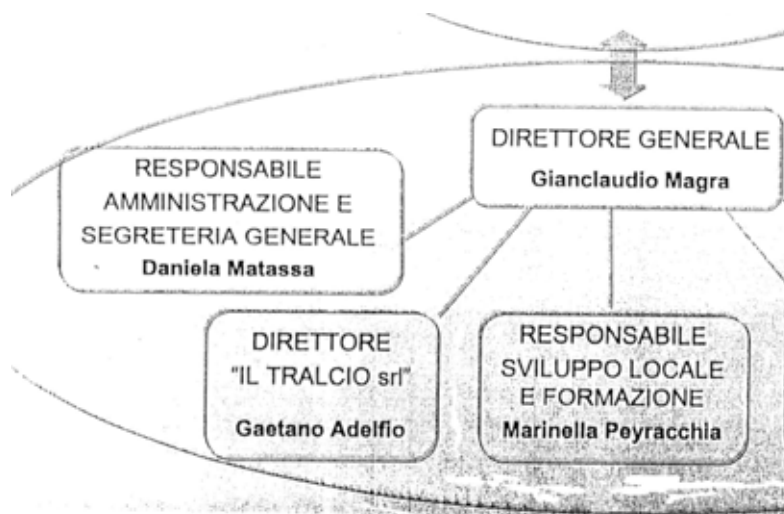 DIRETTORE GENERALE
Gianclaudio Magra
RESPONSABILE
AMMINISTRAZIONE E
SEGRETERIA GENERALE
Daniela Matassa
DIRETTORE
"IL TRALCIO srl"
Gaetano Adelfio
RESPONSABILE
SVILUPPO LOCALE
E FORMAZIONE
Marinella Peyracchia